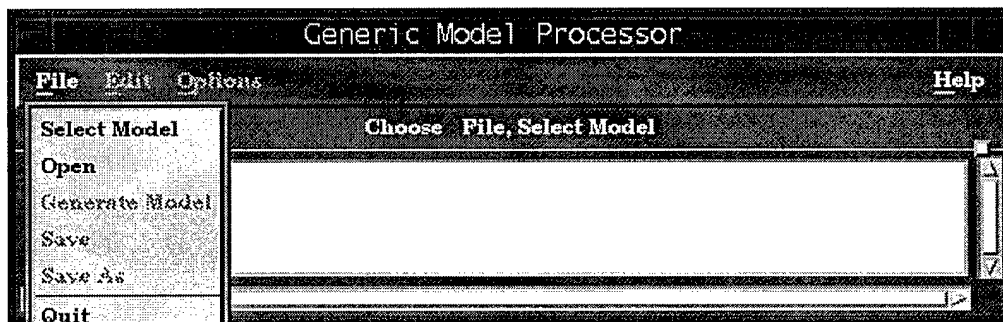 Generic Model Processor
File Edit Options Help
Choose File, Select Model
Select Model
Open
Generate Model
Save
Save As
Quit